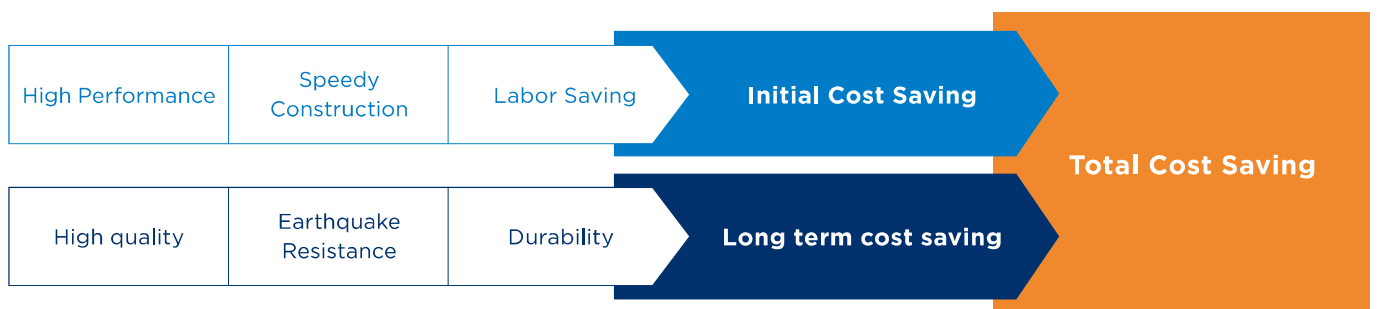 High Performance
Speedy
Construction
Labor Saving
Initial Cost Saving
High quality
Earthquake
Resistance
Durability
Long term cost saving
Total Cost Saving